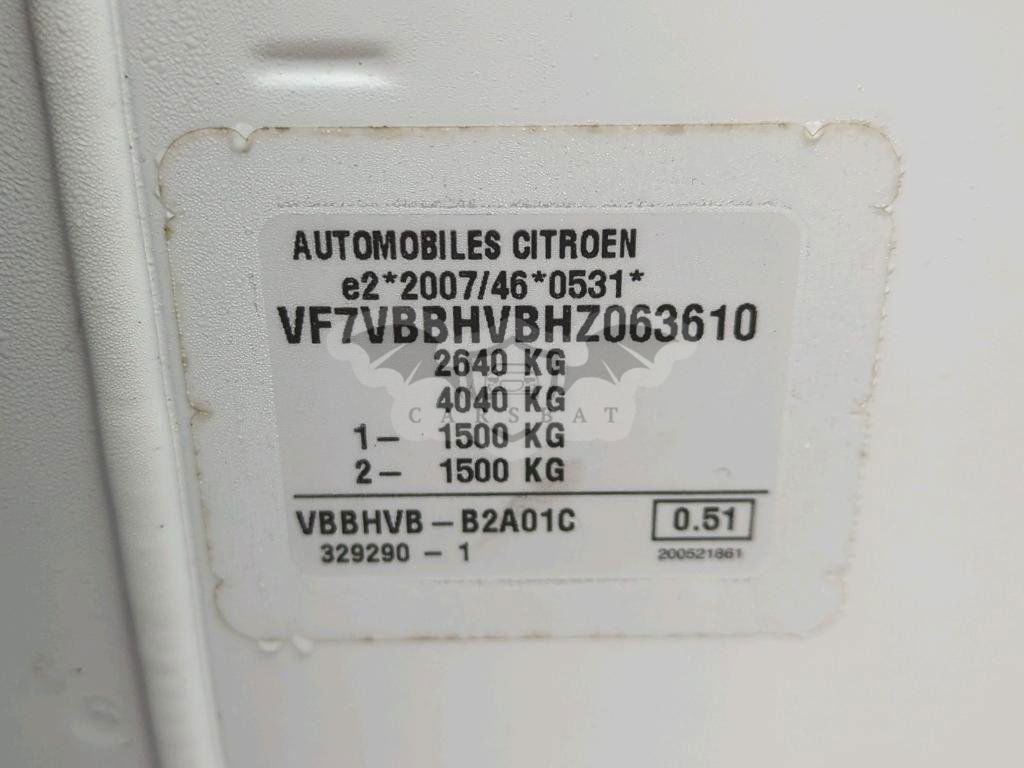 AUTOMOBILES CITROEN
e2*2007/46*0531*
VF7VBBHVBHZ063610
2640 KG
4040 KG
CARSBAT
1- 1500 KG
2- 1500 KG
VBBHVB-B2A01C
0.51
329290-1
200521861